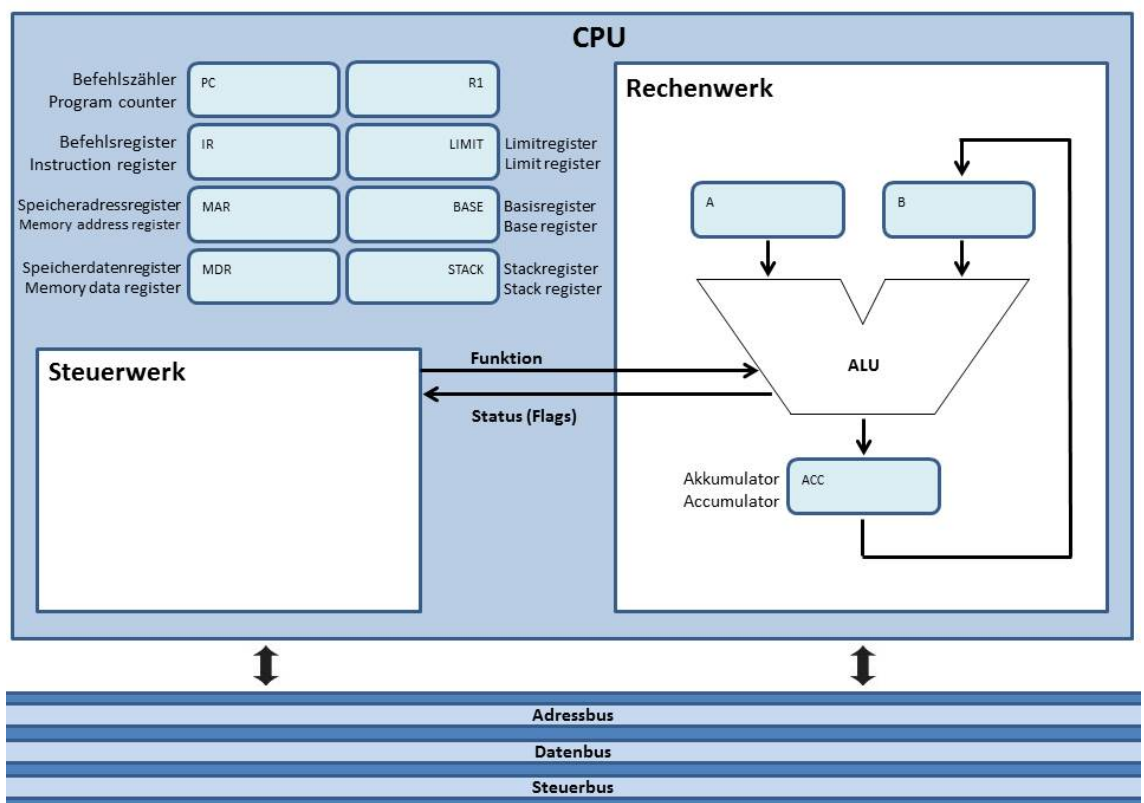 CPU
Befehlszähler
Program counter
PC
R1
Befehlsregister
Instruction register
IR
LIMIT
Limitregister
Limit register
Speicheradressregister
Memory address register
MAR
BASE
Basisregister
Base register
Speicherdatenregister
Memory data register
MDR
STACK
Stackregister
Stack register
Rechenwerk
A
B
ALU
Akkumulator
Accumulator
ACC
Steuerwerk
Funktion
Status (Flags)
Adressbus
Datenbus
Steuerbus